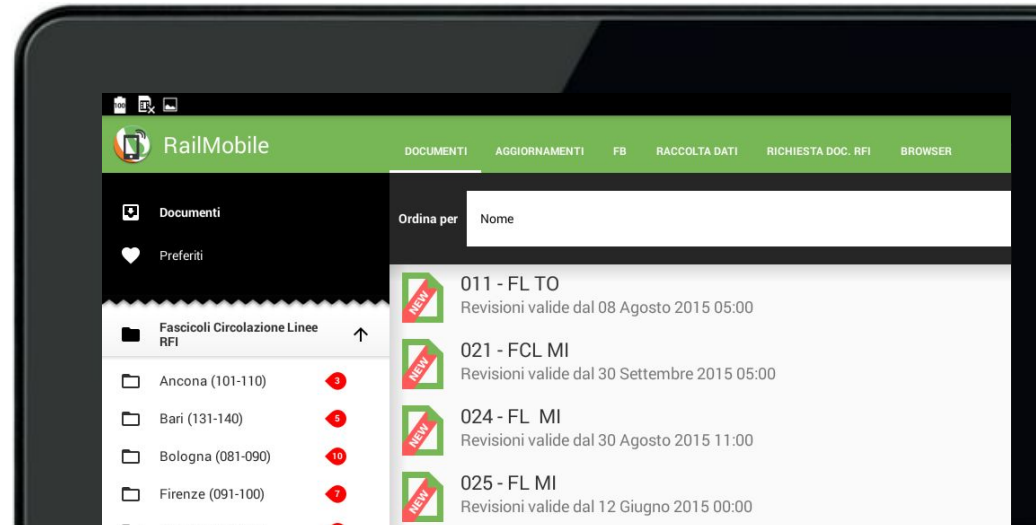 100
RailMobile
DOCUMENTI AGGIORNAMENTI FB RACCOLTA DATI RICHIESTA DOC. RFI BROWSER
Documenti
Preferiti
Fascicoli Circolazione Linee
RFI
Ancona (101-110) 3
Bari (131-140) 5
Bologna (081-090) 10
Firenze (091-100) 7
Ordina per Nome
NEW
011 - FL TO
Revisioni valide dal 08 Agosto 2015 05:00
NEW
021 - FCL MI
Revisioni valide dal 30 Settembre 2015 05:00
NEW
024 - FL  MI
Revisioni valide dal 30 Agosto 2015 11:00
NEW
025 - FL MI
Revisioni valide dal 12 Giugno 2015 00:00